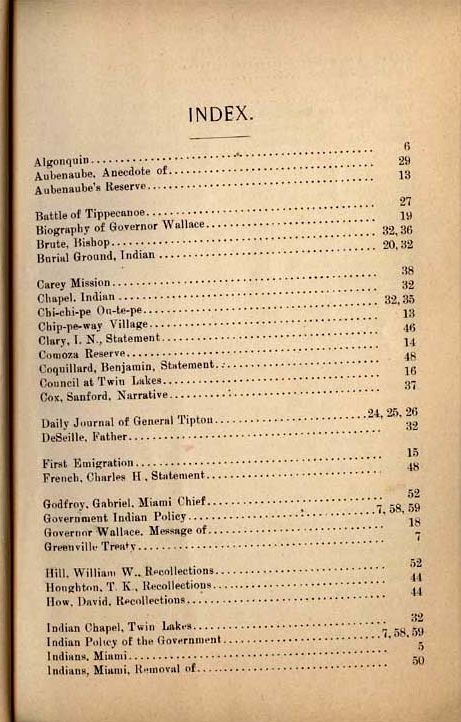 INDEX.
Algonquin 6
Aubenaube, Anecdote of 29
Aubenaube's Reserve 13
Battle of Tippecanoe 27
Biography of Governor Wallace 19
Brute, Bishop 32, 36
Burial Ground, Indian 20, 32
Carey Mission 38
Chapel, Indian 32
Chi-chi-pe Ou-te-pe 32, 35
Chip-pe-way Village 13
Clary, I. N., Statement 46
Comoza Reserve 14
Coquillard, Benjamin, Statement 48
Council at Twin Lakes 16
Cox, Sanford, Narrative 37
Daily Journal of General Tipton 24, 25, 26
DeSeille, Father 32
First Emigration 15
French, Charles H., Statement 48
Godfroy, Gabriel, Miami Chief 52
Government Indian Policy 7, 58, 59
Governor Wallace, Message of 18
Greenville Treaty 7
Hill, William W., Recollections 52
Houghton, T. K., Recollections 44
How, David, Recollections 44
Indian Chapel, Twin Lakes 32
Indian Policy of the Government 7, 58, 59
Indians, Miami 5
Indians, Miami, Removal of 50